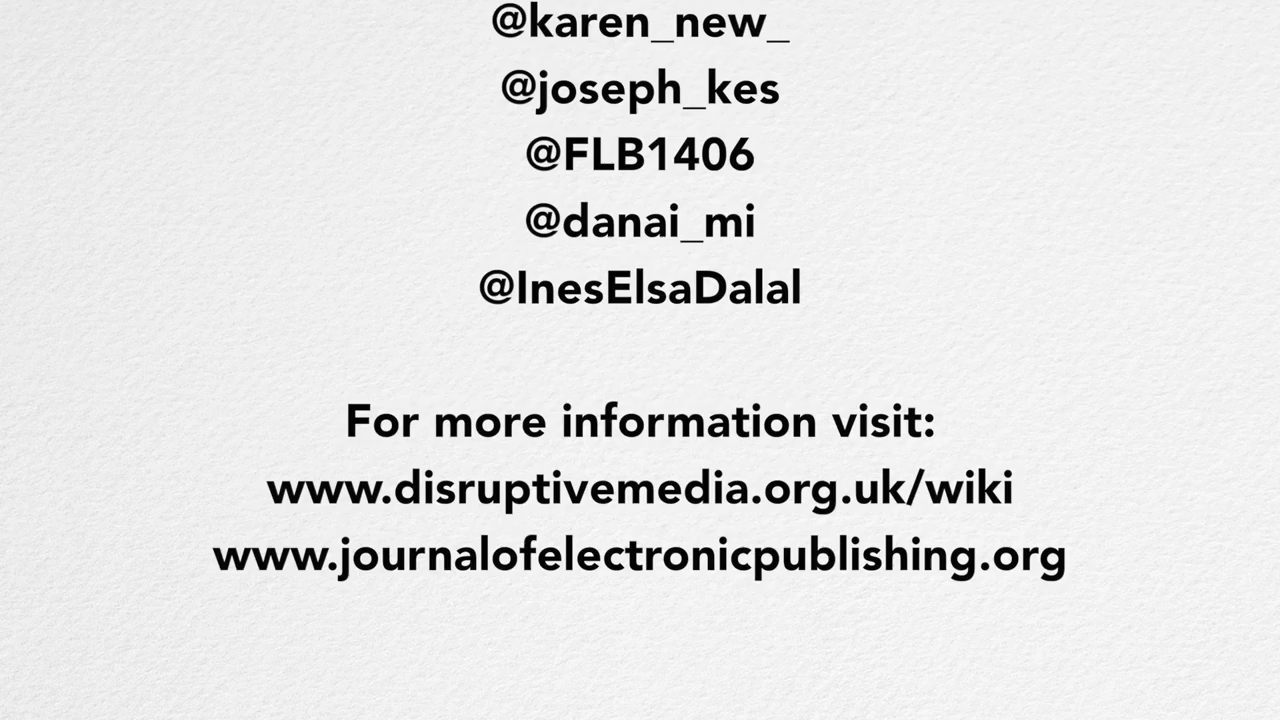 @karen_new_
@joseph_kes
@FLB1406
@danai_mi
@InesElsaDalal
For more information visit:
www.disruptivemedia.org.uk/wiki
www.journalofelectronicpublishing.org